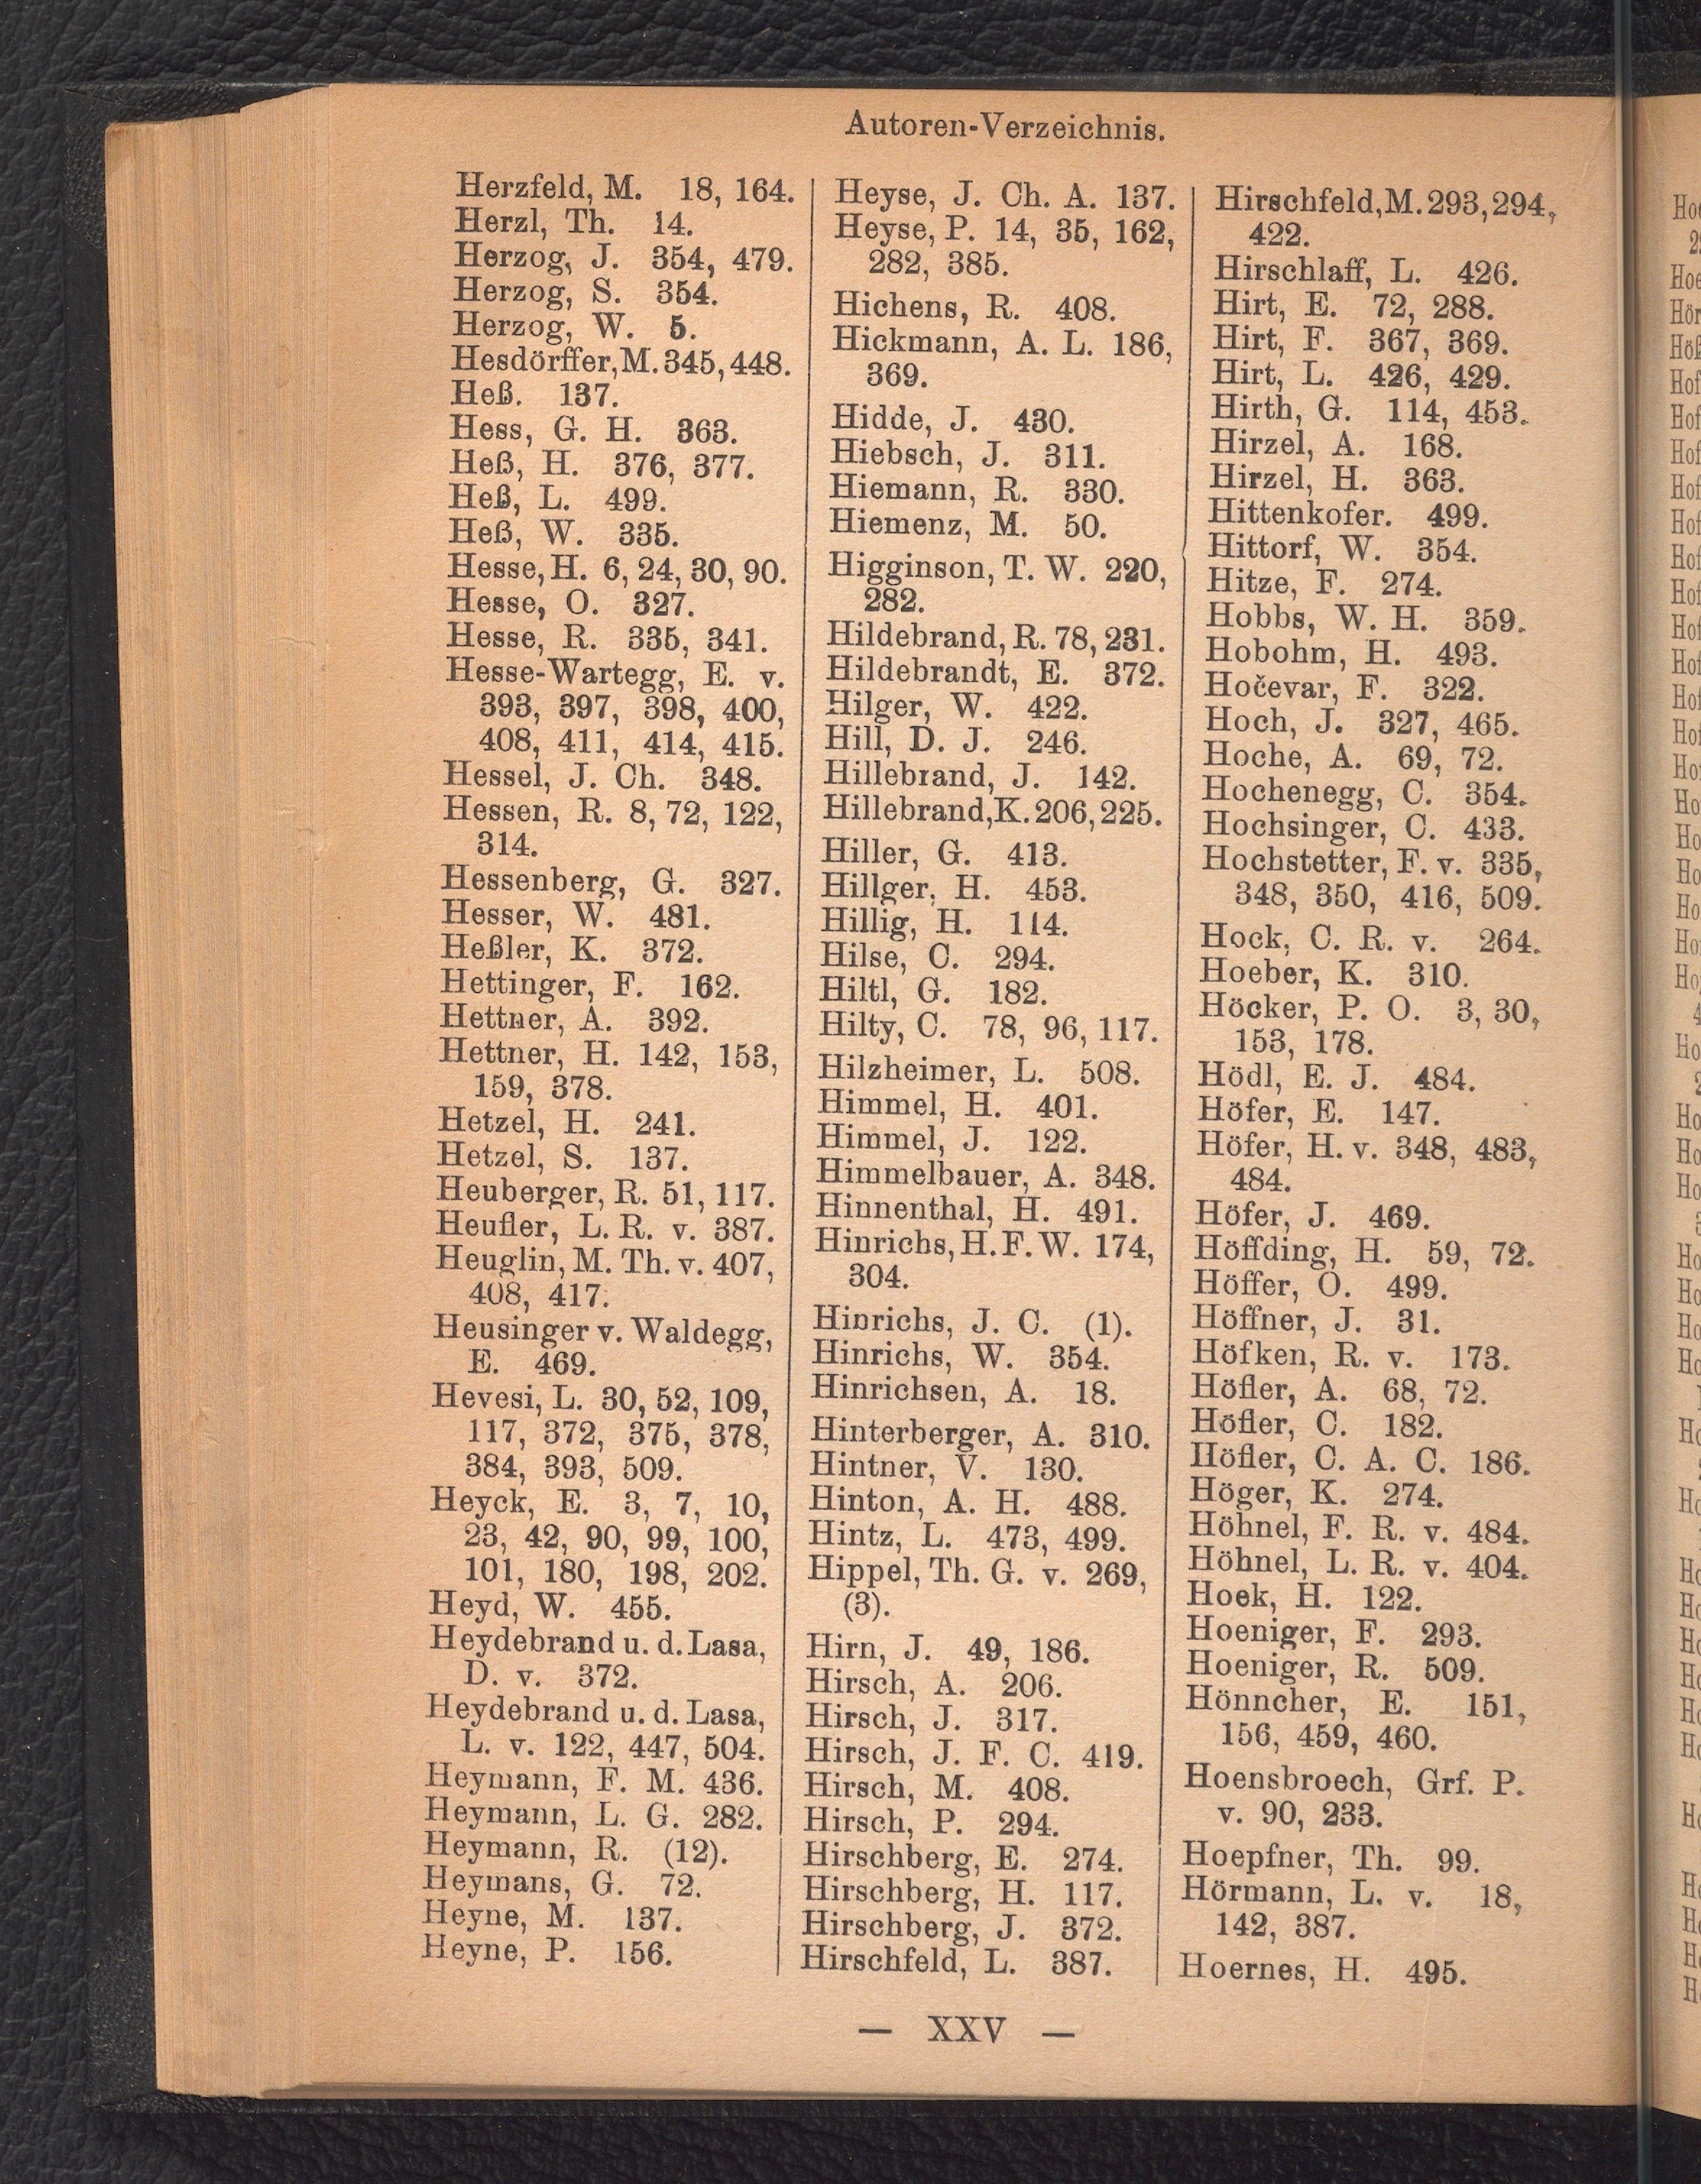 Autoren-Verzeichnis.
Herzfeld, M. 18, 164.
Herzl, Th. 14.
Herzog, J. 354, 479.
Herzog, S. 354.
Herzog, W. 5.
Hesdörffer, M. 345, 448.
Heß. 137.
Hess, G. H. 363.
Heß, H. 376, 377.
Heß, L. 499.
Heß, W. 335.
Hesse, H. 6, 24, 30, 90.
Hesse, O. 327.
Hesse, R. 335, 341.
Hesse-Wartegg, E. v.
393, 397, 398, 400,
408, 411, 414, 415.
Hessel, J. Ch. 348.
Hessen, R. 8, 72, 122,
314.
Hessenberg, G. 327.
Hesser, W. 481.
Heßler, K. 372.
Hettinger, F. 162.
Hettner, A. 392.
Hettner, H. 142, 153,
159, 378.
Hetzel, H. 241.
Hetzel, S. 137.
Heuberger, R. 51, 117.
Heufler, L. R. v. 387.
Heuglin, M. Th. v. 407,
408, 417.
Heusinger v. Waldegg,
E. 469.
Hevesi, L. 30, 52, 109,
117, 372, 375, 378,
384, 393, 509.
Heyck, E. 3, 7, 10,
23, 42, 90, 99, 100,
101, 180, 198, 202.
Heyd, W. 455.
Heydebrand u. d. Lasa,
D. v. 372.
Heydebrand u. d. Lasa,
L. v. 122, 447, 504.
Heymann, F. M. 436.
Heymann, L. G. 282.
Heymann, R. (12).
Heymans, G. 72.
Heyne, M. 137.
Heyne, P. 156.
Heyse, J. Ch. A. 137.
Heyse, P. 14, 35, 162,
282, 385.
Hichens, R. 408.
Hickmann, A. L. 186,
369.
Hidde, J. 430.
Hiebsch, J. 311.
Hiemann, R. 330.
Hiemenz, M. 50.
Higginson, T. W. 220,
282.
Hildebrand, R. 78, 231.
Hildebrandt, E. 372.
Hilger, W. 422.
Hill, D. J. 246.
Hillebrand, J. 142.
Hillebrand, K. 206, 225.
Hiller, G. 413.
Hillger, H. 453.
Hillig, H. 114.
Hilse, C. 294.
Hiltl, G. 182.
Hilty, C. 78, 96, 117.
Hilzheimer, L. 508.
Himmel, H. 401.
Himmel, J. 122.
Himmelbauer, A. 348.
Hinnenthal, H. 491.
Hinrichs, H. F. W. 174,
304.
Hinrichs, J. C. (1).
Hinrichs, W. 354.
Hinrichsen, A. 18.
Hinterberger, A. 310.
Hintner, V. 130.
Hinton, A. H. 488.
Hintz, L. 473, 499.
Hippel, Th. G. v. 269,
(3).
Hirn, J. 49, 186.
Hirsch, A. 206.
Hirsch, J. 317.
Hirsch, J. F. C. 419.
Hirsch, M. 408.
Hirsch, P. 294.
Hirschberg, E. 274.
Hirschberg, H. 117.
Hirschberg, J. 372.
Hirschfeld, L. 387.
Hirschfeld, M. 293, 294,
422.
Hirschlaff, L. 426.
Hirt, E. 72, 288.
Hirt, F. 367, 369.
Hirt, L. 426, 429.
Hirth, G. 114, 453.
Hirzel, A. 168.
Hirzel, H. 363.
Hittenkofer. 499.
Hittorf, W. 354.
Hitze, F. 274.
Hobbs, W. H. 359.
Hobohm, H. 493.
Hočevar, F. 322.
Hoch, J. 327, 465.
Hoche, A. 69, 72.
Hochenegg, C. 354.
Hochsinger, C. 433.
Hochstetter, F. v. 335,
348, 350, 416, 509.
Hock, C. R. v. 264.
Hoeber, K. 310.
Höcker, P. O. 3, 30,
153, 178.
Hödl, E. J. 484.
Höfer, E. 147.
Höfer, H. v. 348, 483,
484.
Höfer, J. 469.
Höffding, H. 59, 72.
Höffer, O. 499.
Höffner, J. 31.
Höfken, R. v. 173.
Höfler, A. 68, 72.
Höfler, C. 182.
Höfler, C. A. C. 186.
Höger, K. 274.
Höhnel, F. R. v. 484.
Höhnel, L. R. v. 404.
Hoek, H. 122.
Hoeniger, F. 293.
Hoeniger, R. 509.
Hönncher, E. 151,
156, 459, 460.
Hoensbroech, Grf. P.
v. 90, 233.
Hoepfner, Th. 99.
Hörmann, L. v. 18,
142, 387.
Hoernes, H. 495.
— XXV —